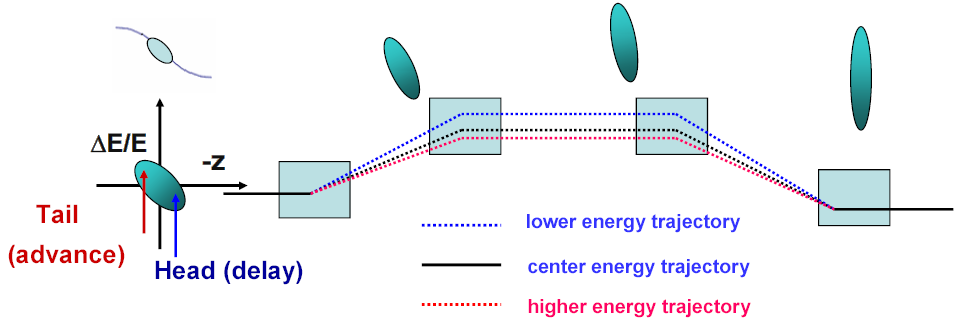 ΔE/E
-z
Tail
(advance)
Head (delay)
lower energy trajectory
center energy trajectory
higher energy trajectory